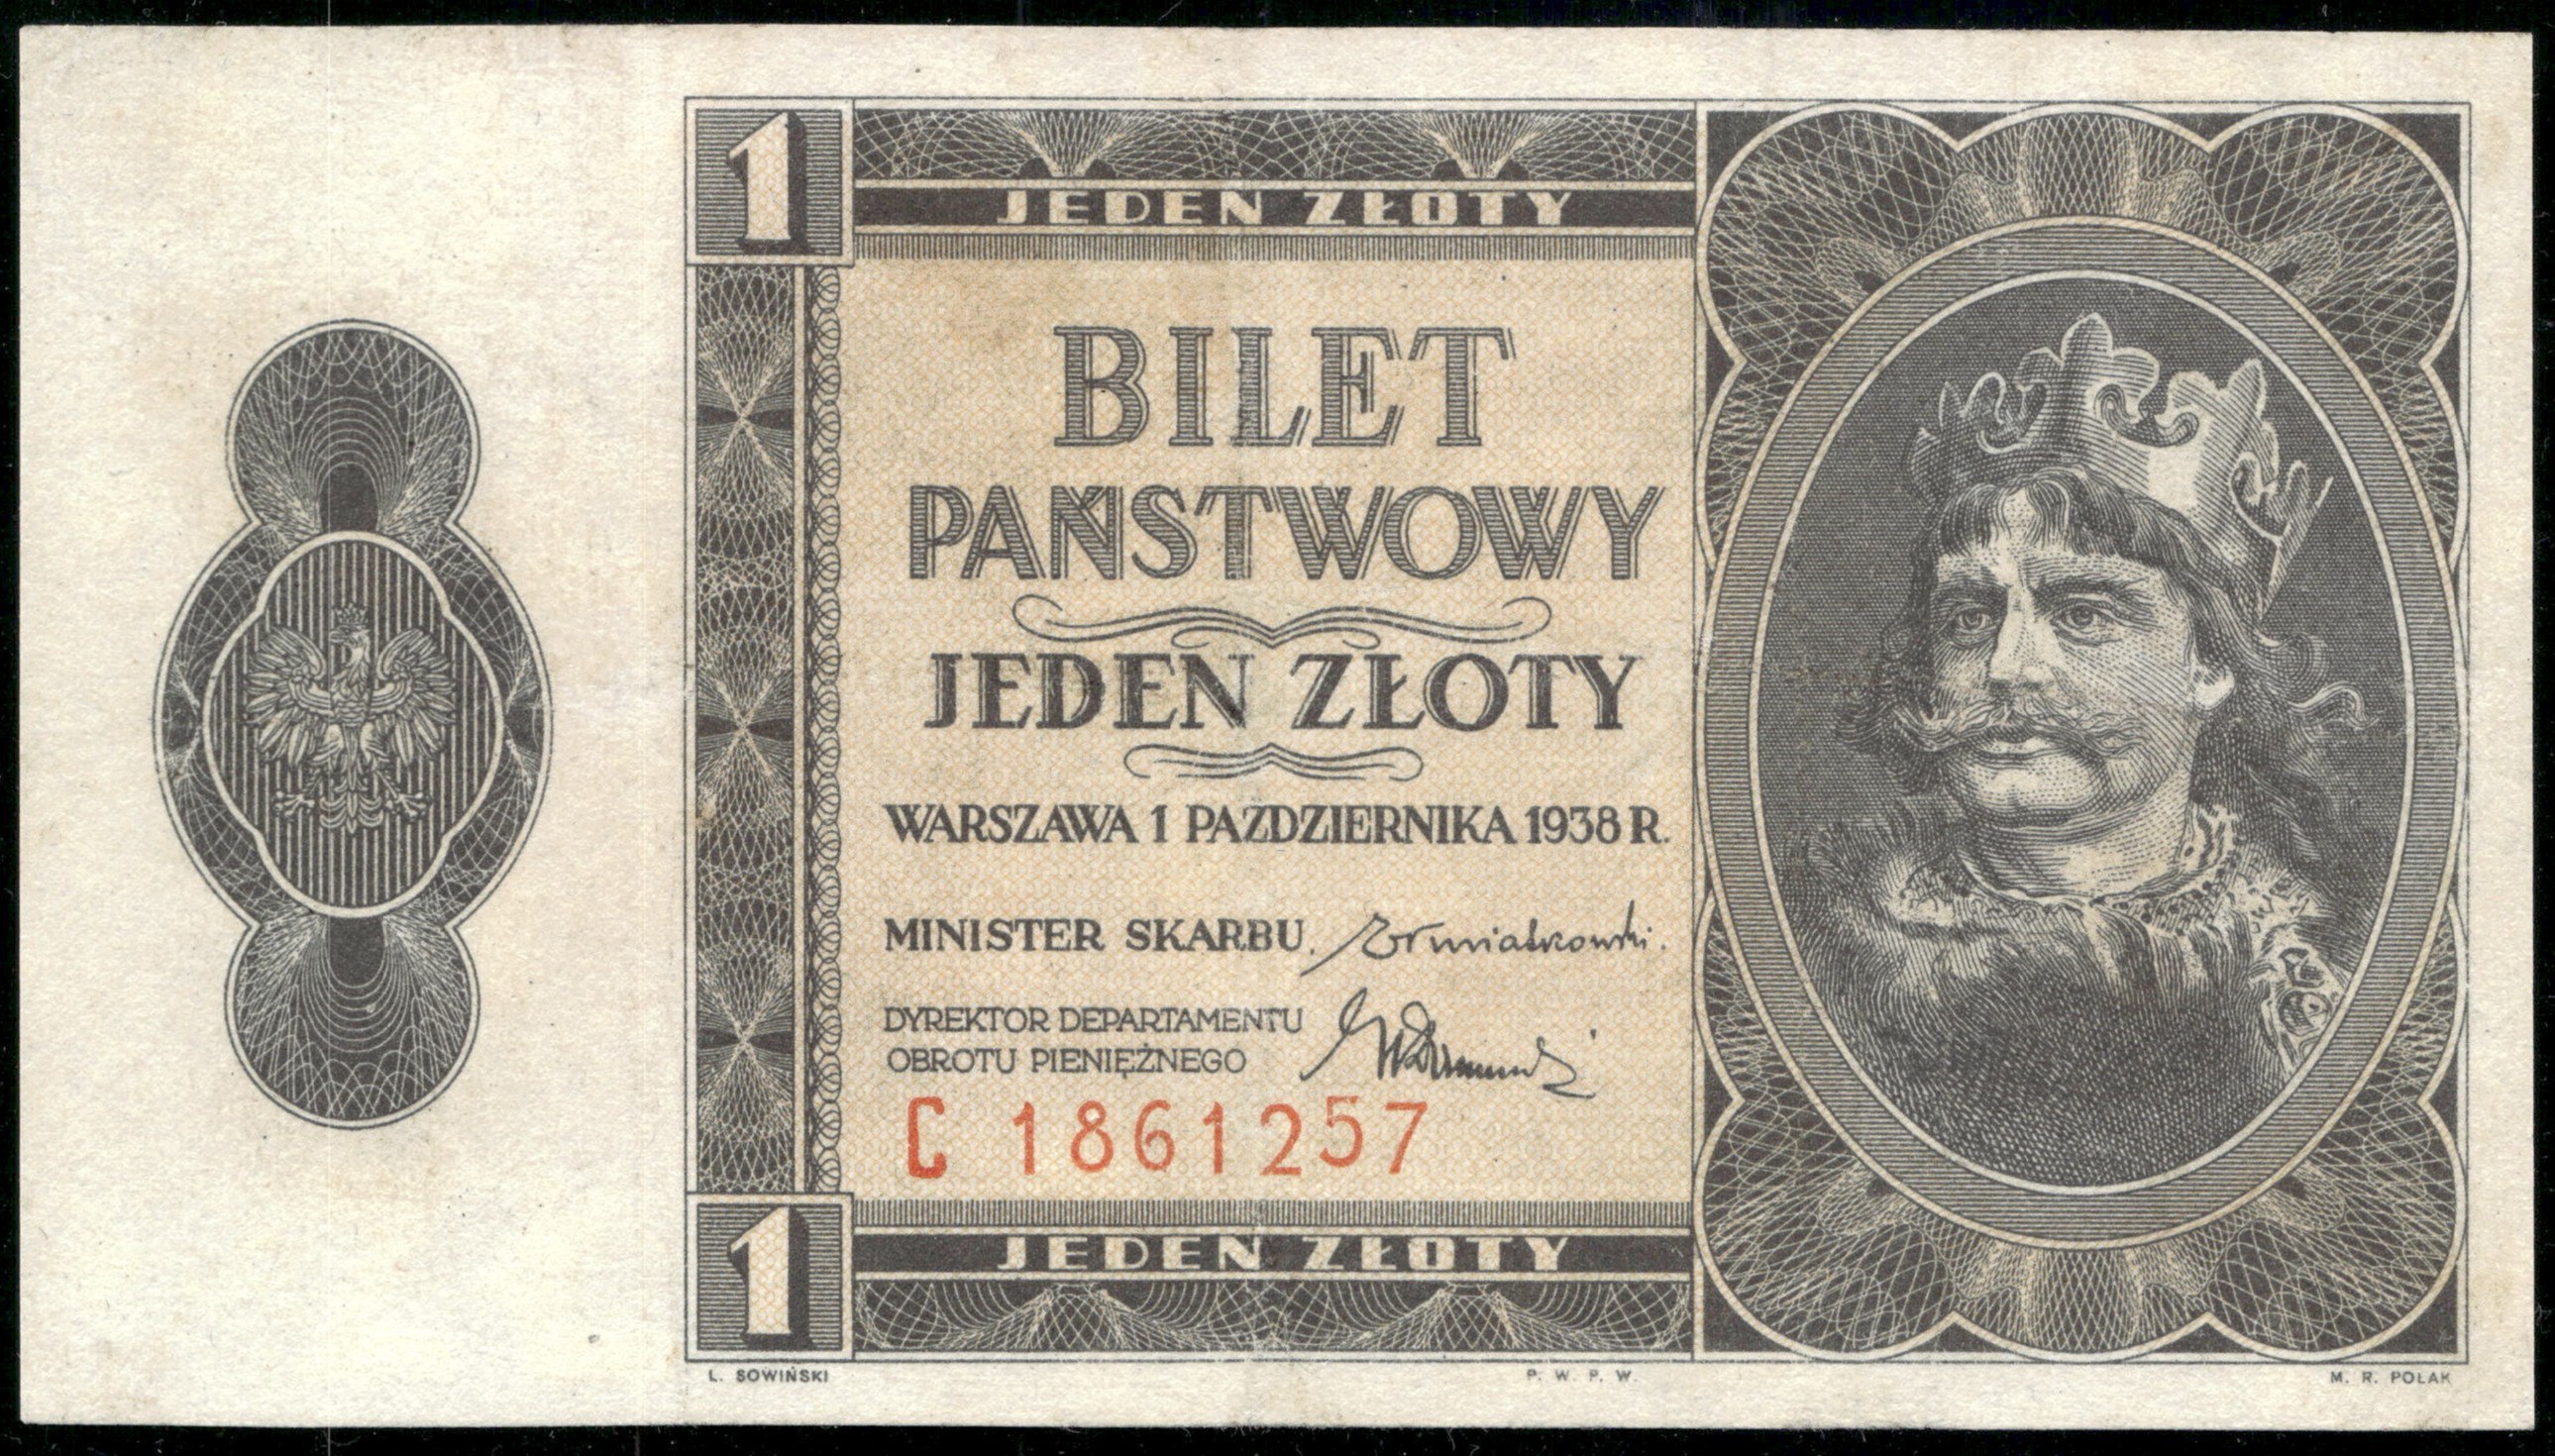 1
JEDEN ZŁOTY
BILET
PAŃSTWOWY
JEDEN ZŁOTY
WARSZAWA 1 PAŹDZIERNIKA 1938 R.
MINISTER SKARBU.
DYREKTOR DEPARTAMENTU
OBROTU PIENIĘŻNEGO
C 1861257
1
JEDEN ZŁOTY
L. SOWIŃSKI
P. W. P. W.
M. R. POLAK